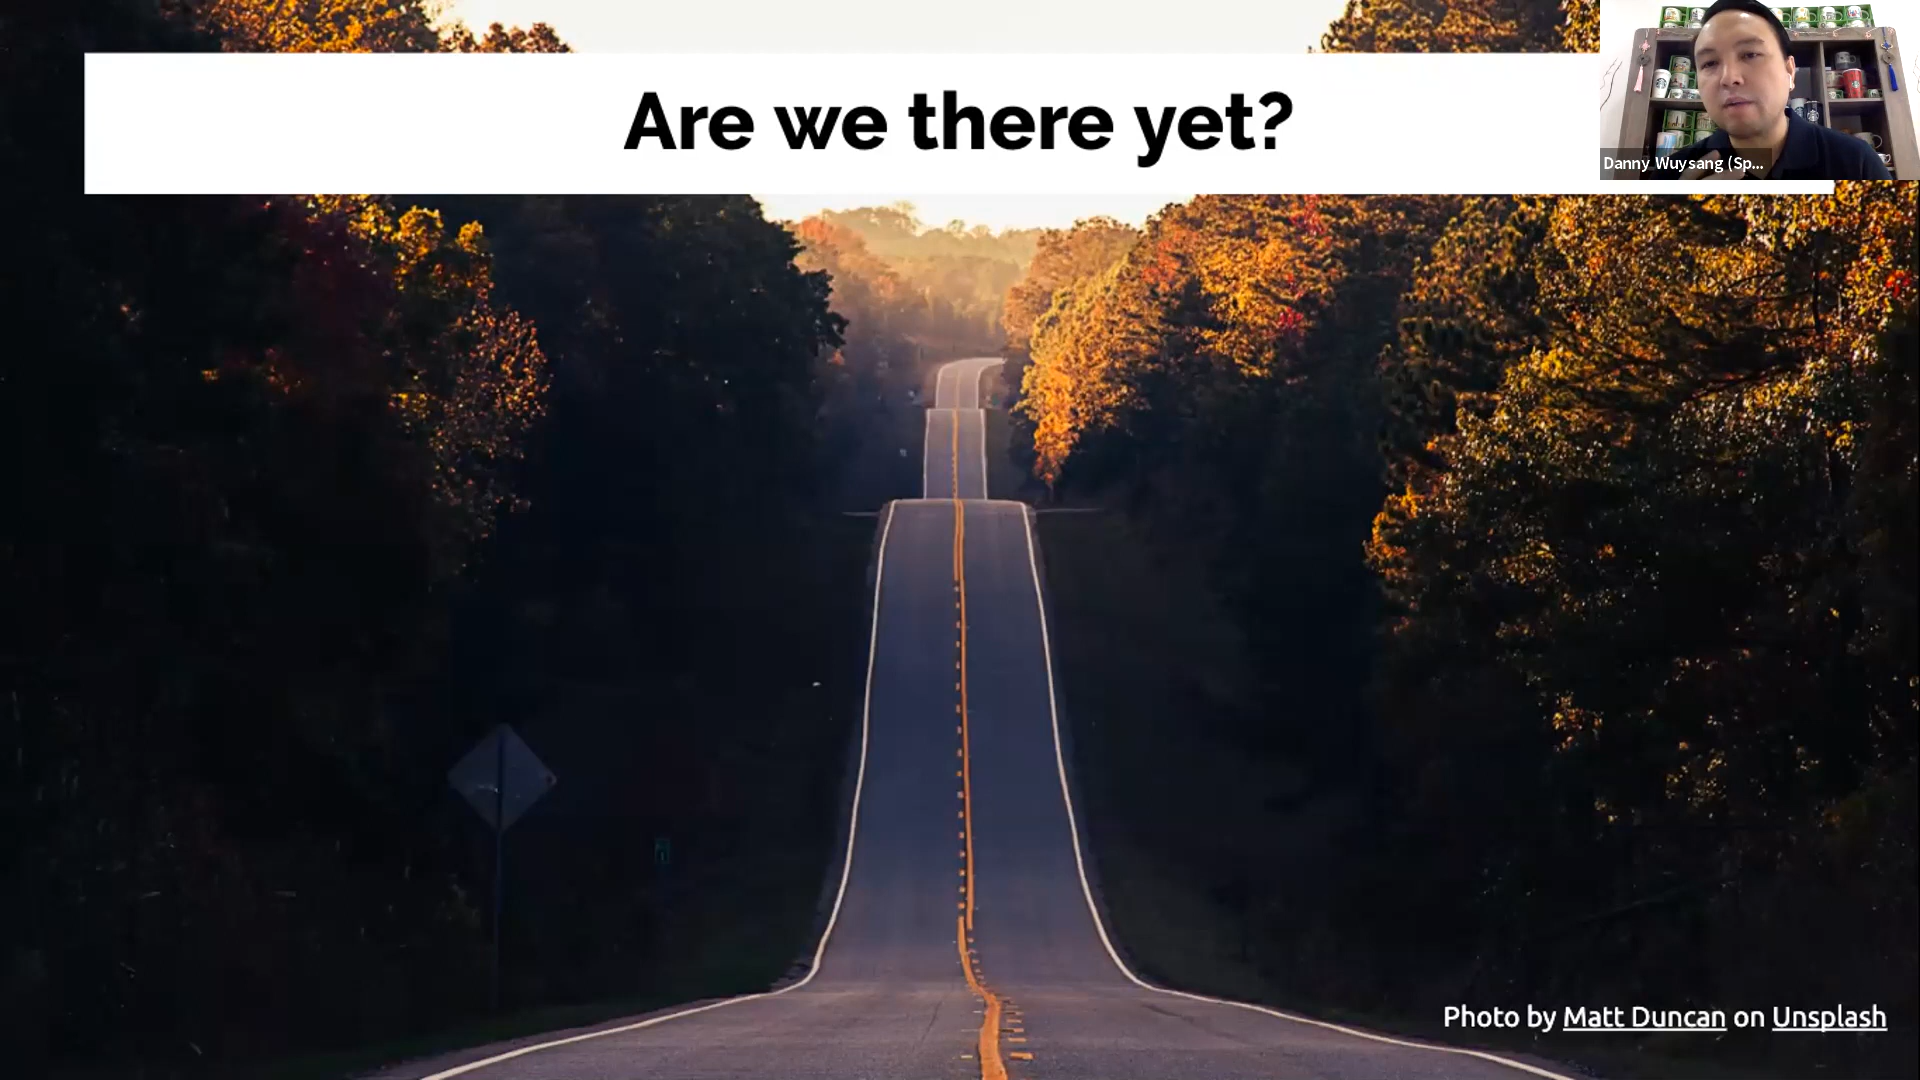 Are we there yet?
Danny Wuysang (Sp...
Photo by Matt Duncan on Unsplash